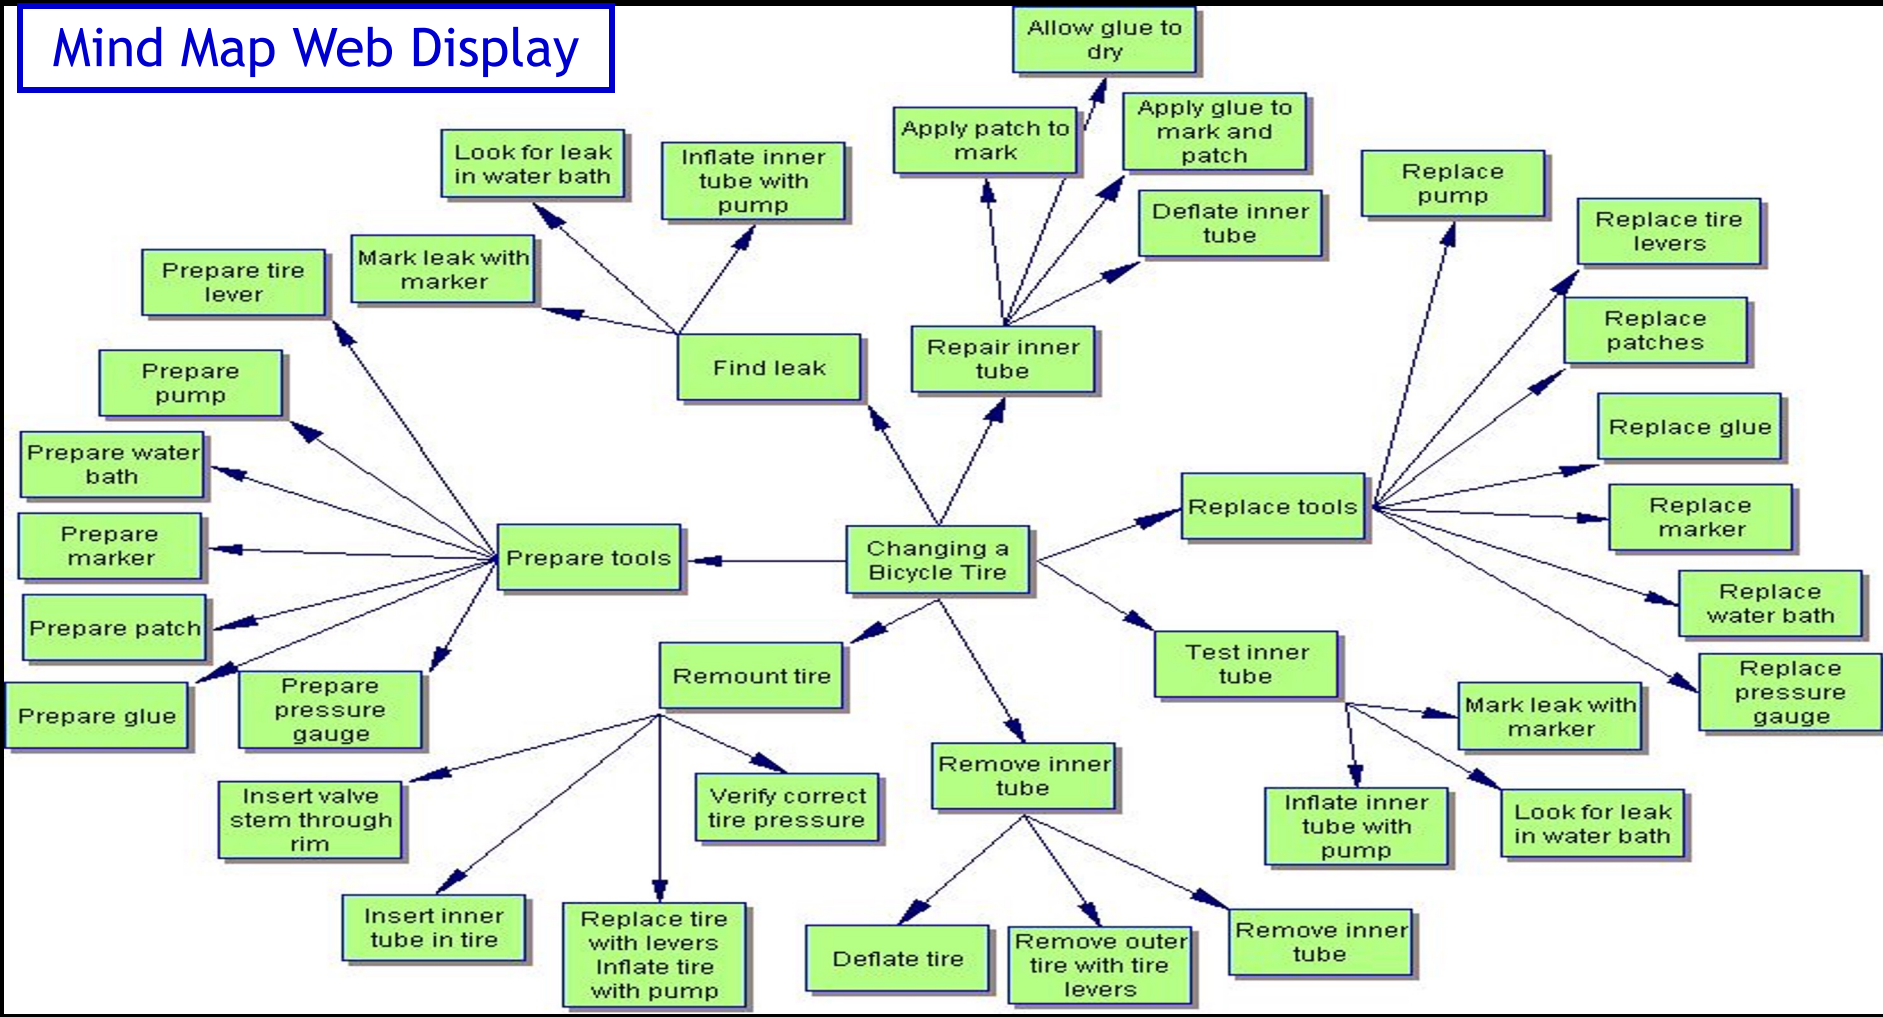 Mind Map Web Display
Allow glue to
dry
Apply patch to
mark
Apply glue to
mark and
patch
Look for leak
in water bath
Inflate inner
tube with
pump
Replace
pump
Deflate inner
tube
Replace tire
levers
Mark leak with
marker
Prepare tire
lever
Replace
patches
Find leak
Repair inner
tube
Prepare
pump
Replace glue
Prepare water
bath
Replace tools
Replace
marker
Prepare
marker
Prepare tools
Changing a
Bicycle Tire
Replace
water bath
Prepare patch
Remount tire
Test inner
tube
Replace
pressure
gauge
Prepare glue
Prepare
pressure
gauge
Mark leak with
marker
Remove inner
tube
Insert valve
stem through
rim
Verify correct
tire pressure
Inflate inner
tube with
pump
Look for leak
in water bath
Insert inner
tube in tire
Replace tire
with levers
Inflate tire
with pump
Deflate tire
Remove outer
tire with tire
levers
Remove inner
tube